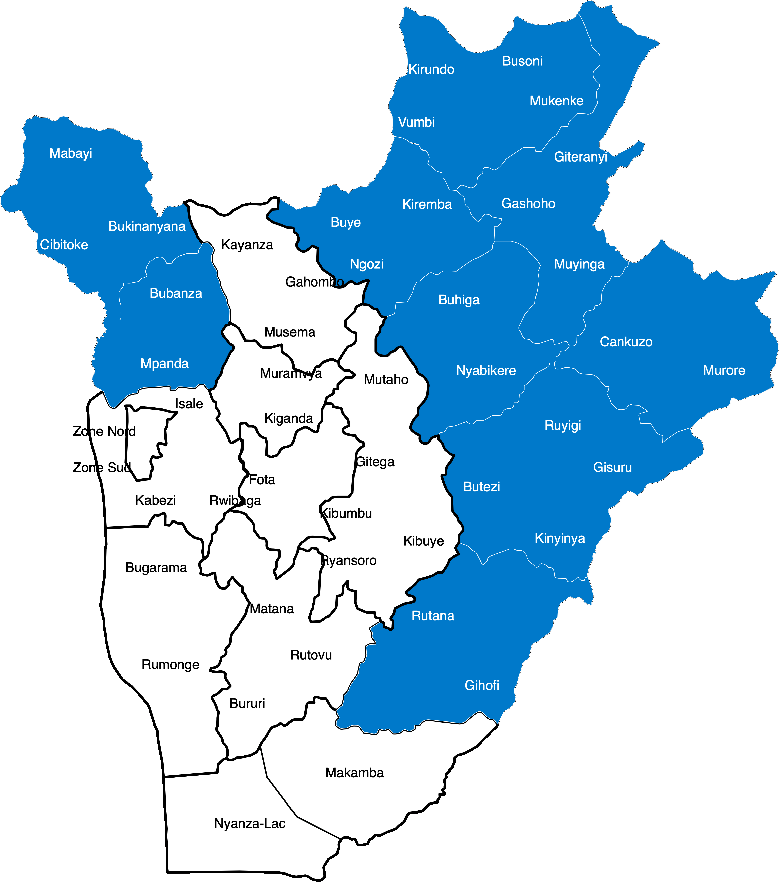 Kirundo
Busoni
Mukenke
Vumbi
Mabayi
Giteranyi
Kiremba
Gashoho
Buye
Bukinanyana
Cibitoke
Kayanza
Ngozi
Muyinga
Gahombo
Bubanza
Buhiga
Musema
Cankuzo
Mpanda
Muramvya
Mutaho
Nyabikere
Murore
Isale
Kiganda
Ruyigi
Zone Nord
Gitega
Zone Sud
Gisuru
Fota
Butezi
Kabezi
Rwibaga
Kibumbu
Kibuye
Kinyinya
Bugarama
Ryansoro
Matana
Rutana
Rutovu
Rumonge
Gihofi
Bururi
Makamba
Nyanza-Lac